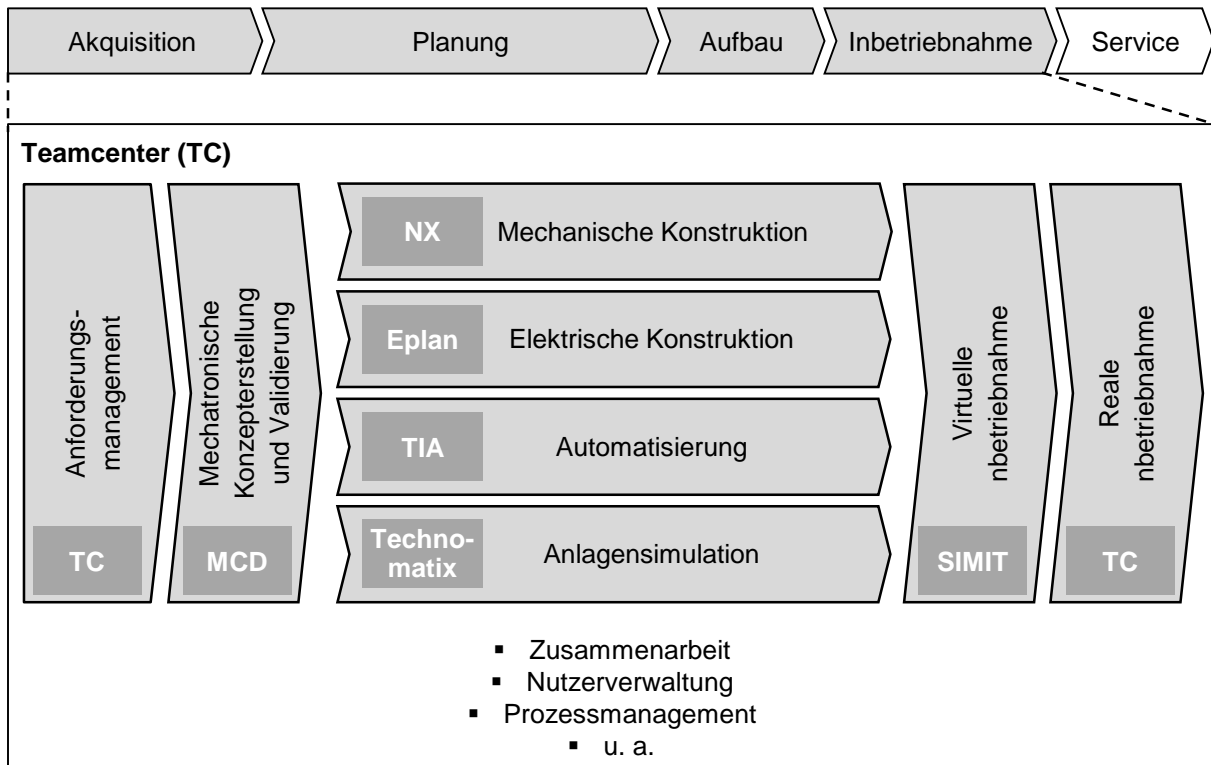 Akquisition
Planung
Aufbau
Inbetriebnahme
Service
Teamcenter (TC)
Anforderungs-
management
TC
Mechatronische
Konzepterstellung
und Validierung
MCD
NX
Mechanische Konstruktion
Eplan
Elektrische Konstruktion
TIA
Automatisierung
Techno-
matix
Anlagensimulation
Virtuelle
nbetriebnahme
SIMIT
Reale
nbetriebnahme
TC
▪ Zusammenarbeit
▪ Nutzerverwaltung
▪ Prozessmanagement
▪ u. a.